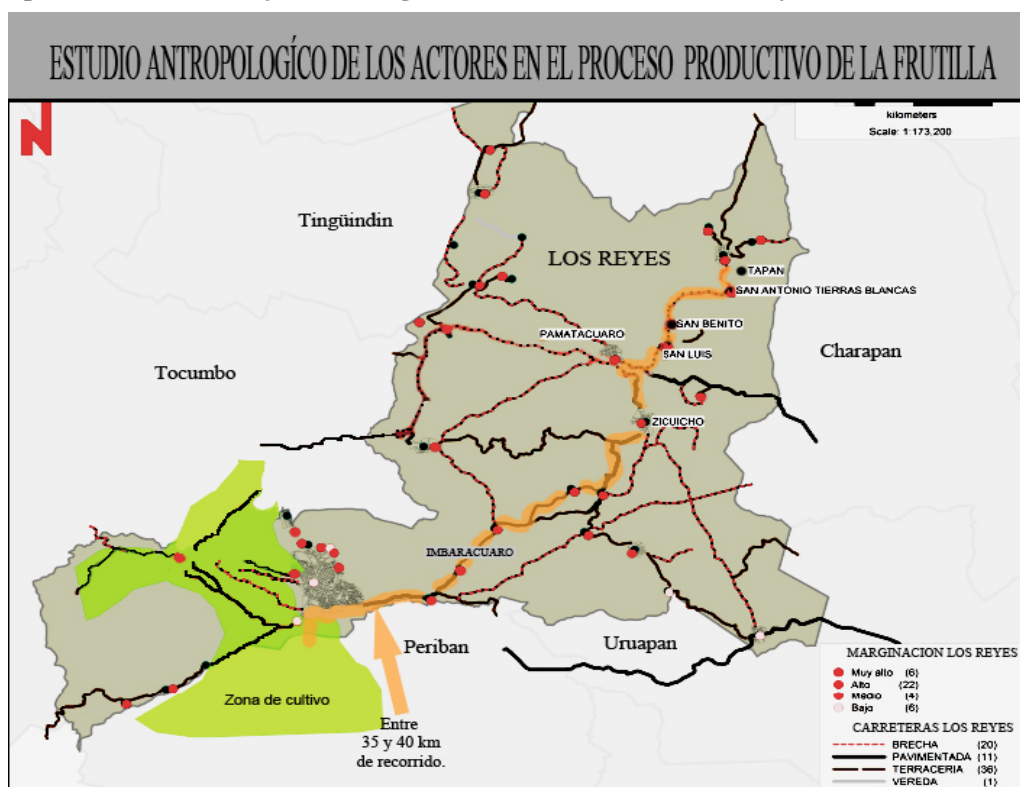 ESTUDIO ANTROPOLOGÍCO DE LOS ACTORES EN EL PROCESO PRODUCTIVO DE LA FRUTILLA
N
kilometers
Scale: 1:173,200
Tingüindin
LOS REYES
TAPAN
SAN ANTONIO TIERRAS BLANCAS
SAN BENITO
PAMATACUARO
SAN LUIS
Charapan
Tocumbo
ZICUICHO
IMBARACUARO
Periban
Uruapan
Zona de cultivo
Entre
35 y 40 km
de recorrido.
MARGINACION LOS REYES
Muy alto (6)
Alto (22)
Medio (4)
Bajo (6)
CARRETERAS LOS REYES
BRECHA (20)
PAVIMENTADA (11)
TERRACERIA (36)
VEREDA (1)